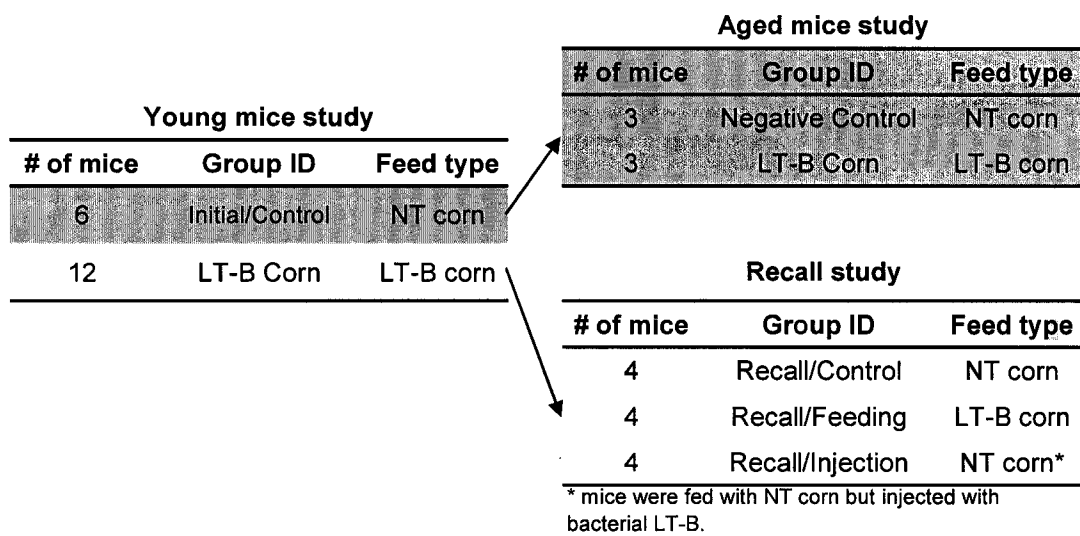 Young mice study
# of mice Group ID Feed type
6 Initial/Control NT corn
12 LT-B Corn LT-B corn
Aged mice study
# of mice Group ID Feed type
3 Negative Control NT corn
3 LT-B Corn LT-B corn
Recall study
# of mice Group ID Feed type
4 Recall/Control NT corn
4 Recall/Feeding LT-B corn
4 Recall/Injection NT corn*
* mice were fed with NT corn but injected with
bacterial LT-B.